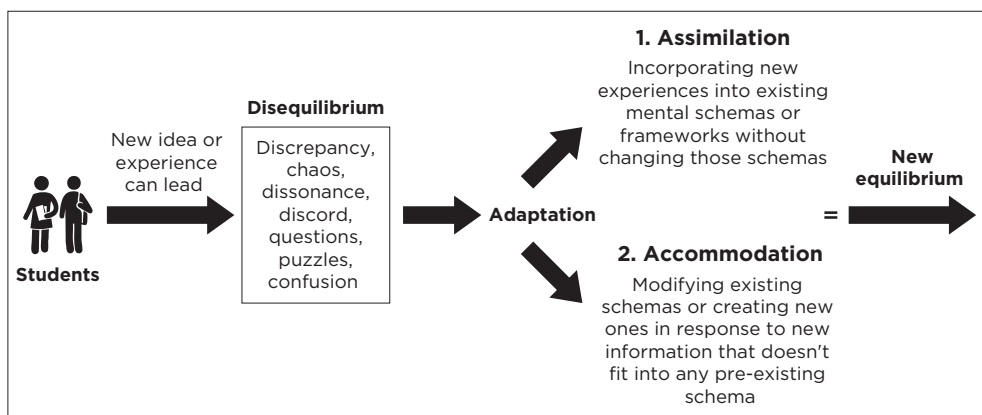 Students
New idea or
experience
can lead
Disequilibrium
Discrepancy,
chaos,
dissonance,
discord,
questions,
puzzles,
confusion
Adaptation
1. Assimilation
Incorporating new
experiences into existing
mental schemas or
frameworks without
changing those schemas
2. Accommodation
Modifying existing
schemas or creating new
ones in response to new
information that doesn't
fit into any pre-existing
schema
=
New
equilibrium